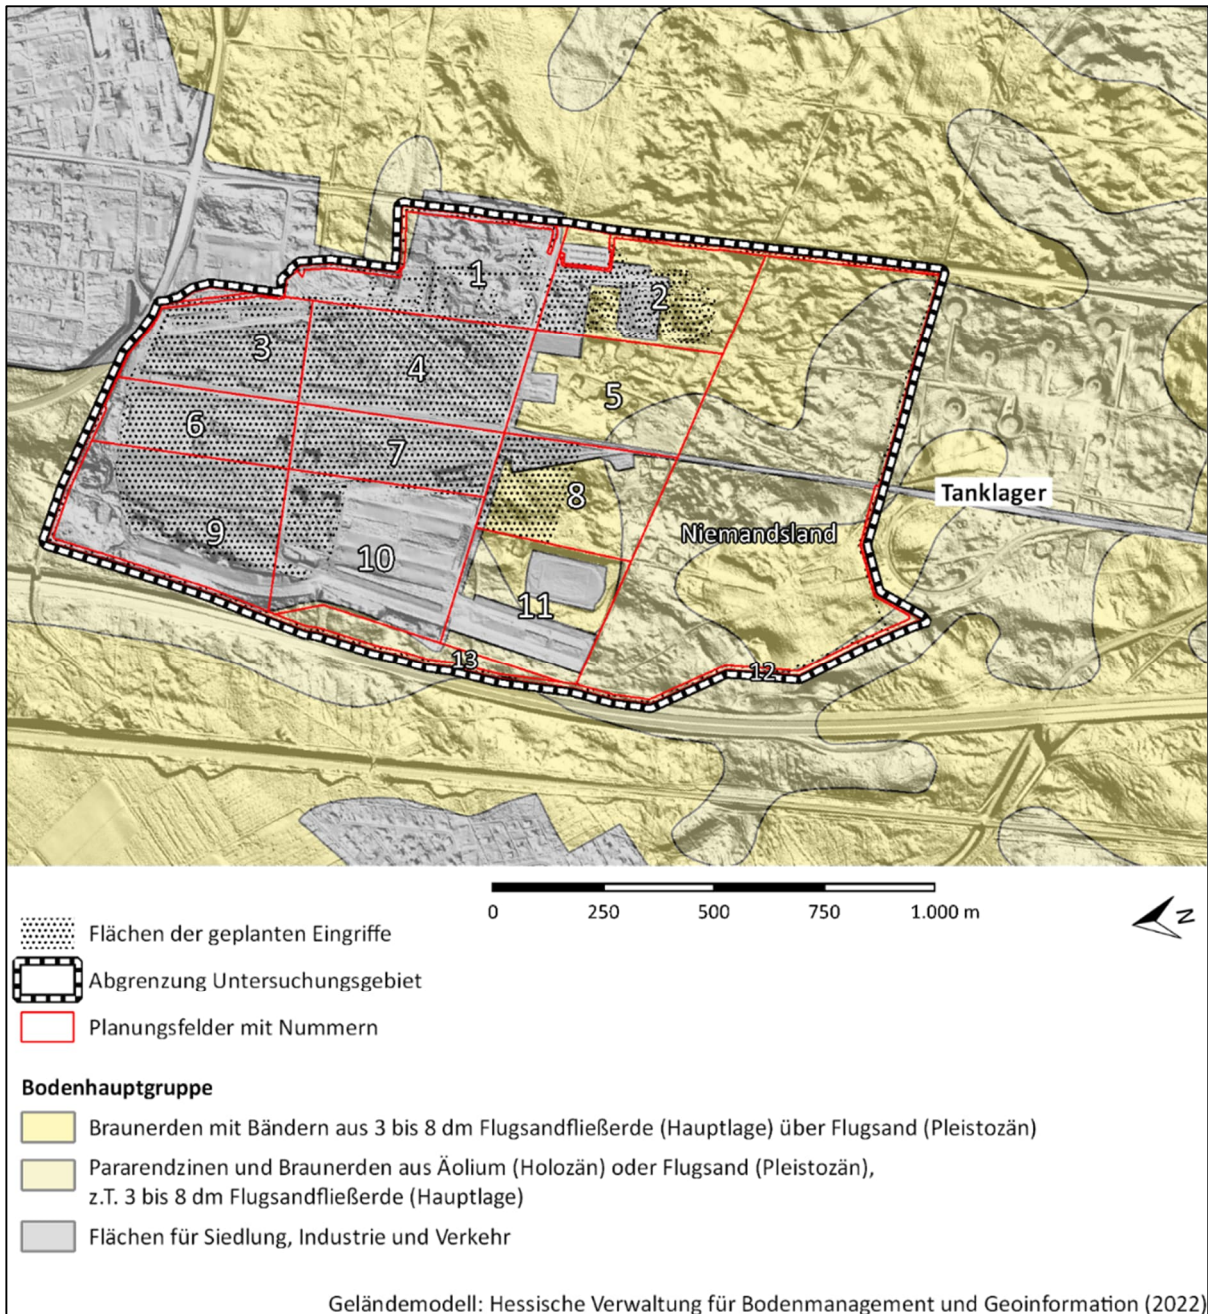 1
2
3
4
5
6
7
8
Tanklager
Niemandsland
9
10
11
13
12
0 250 500 750 1.000 m
N
Flächen der geplanten Eingriffe
Abgrenzung Untersuchungsgebiet
Planungsfelder mit Nummern
Bodenhauptgruppe
Braunerden mit Bändern aus 3 bis 8 dm Flugsandfließerde (Hauptlage) über Flugsand (Pleistozän)
Pararendzinen und Braunerden aus Äolium (Holozän) oder Flugsand (Pleistozän),
z.T. 3 bis 8 dm Flugsandfließerde (Hauptlage)
Flächen für Siedlung, Industrie und Verkehr
Geländemodell: Hessische Verwaltung für Bodenmanagement und Geoinformation (2022)